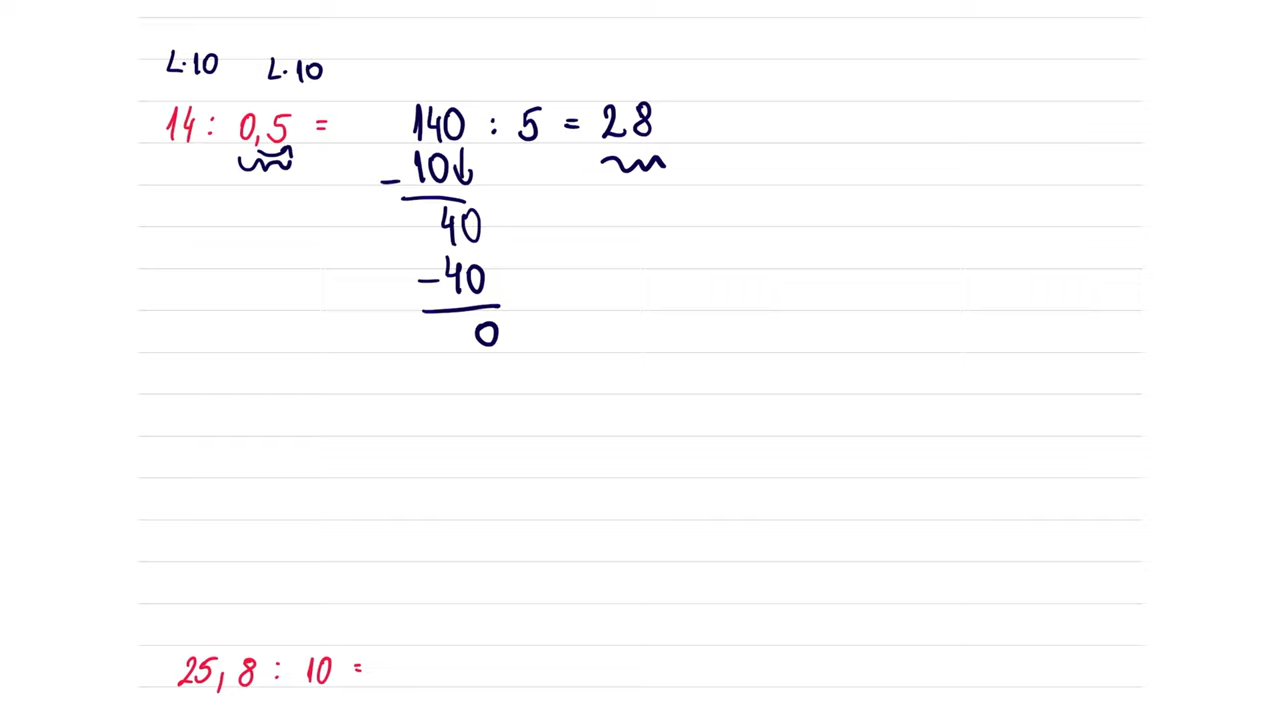 L·10 L·10
14 : 0,5 = 140 : 5 = 28
- 10↓
40
- 40
0
25,8 : 10 =